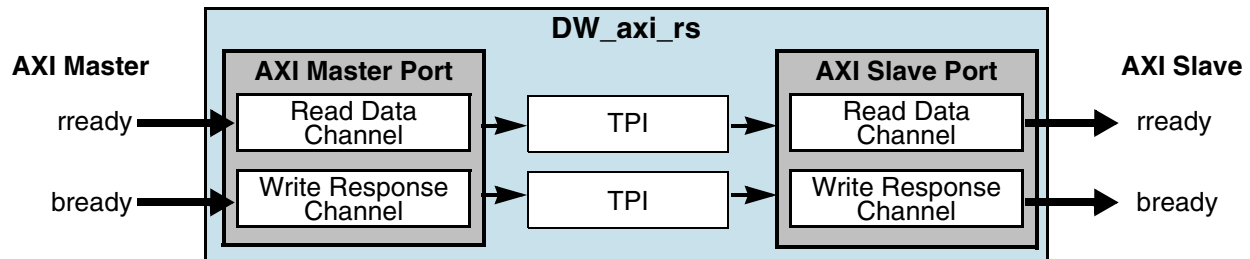 DW_axi_rs
AXI Master
AXI Master Port
AXI Slave Port
AXI Slave
rready
Read Data
Channel
TPI
Read Data
Channel
rready
bready
Write Response
Channel
TPI
Write Response
Channel
bready